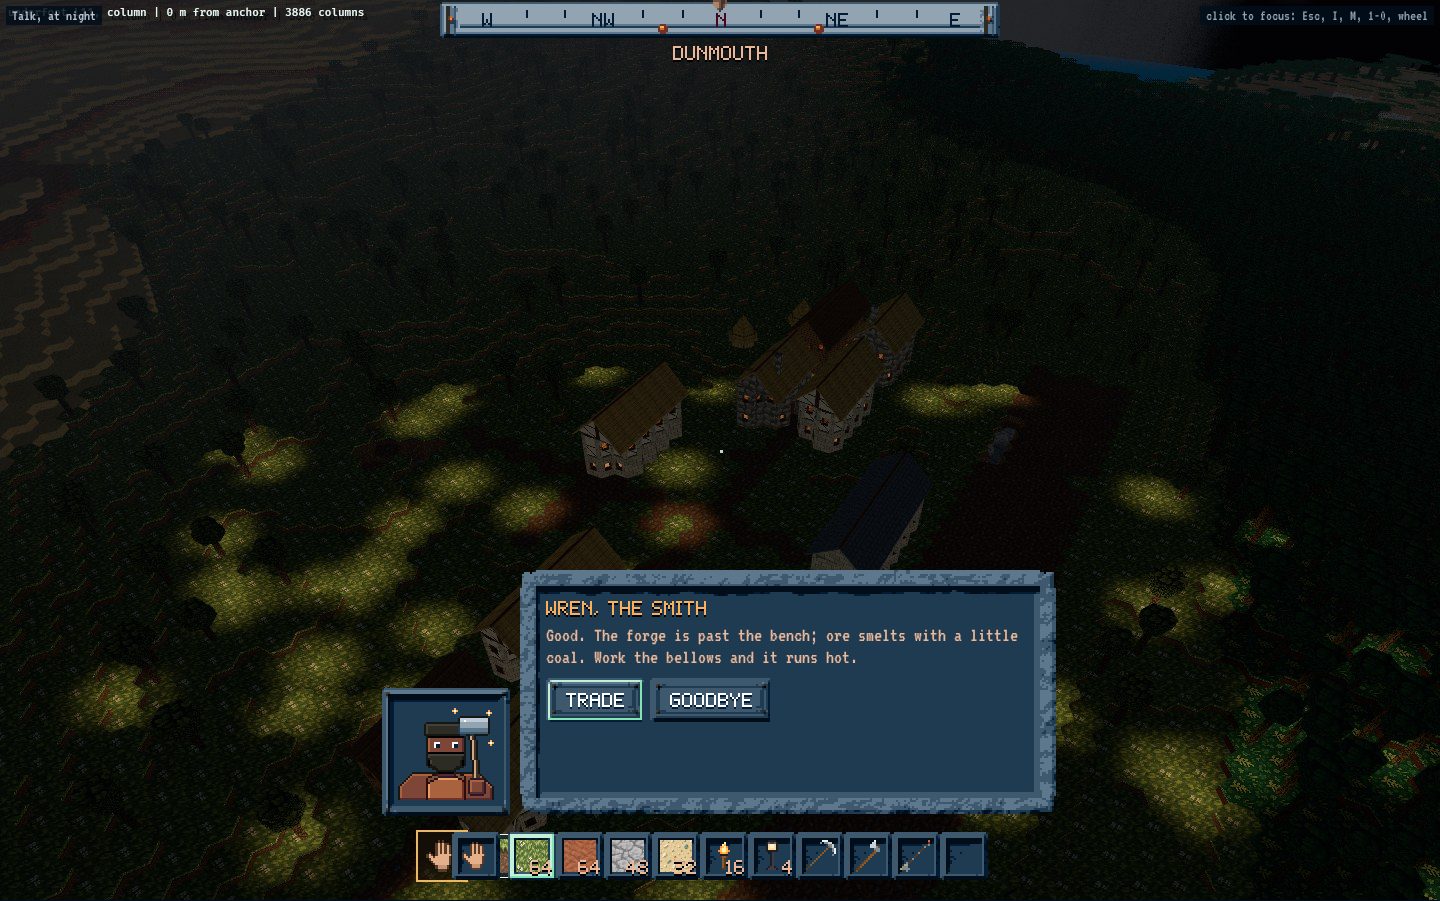 Talk, at night
column | 0 m from anchor | 3886 columns
W NW N NE E
click to focus: Esc, I, M, 1-0, wheel
DUNMOUTH
WREN, THE SMITH
Good. The forge is past the bench; ore smelts with a little
coal. Work the bellows and it runs hot.
TRADE GOODBYE
64 64 48 32 16 4